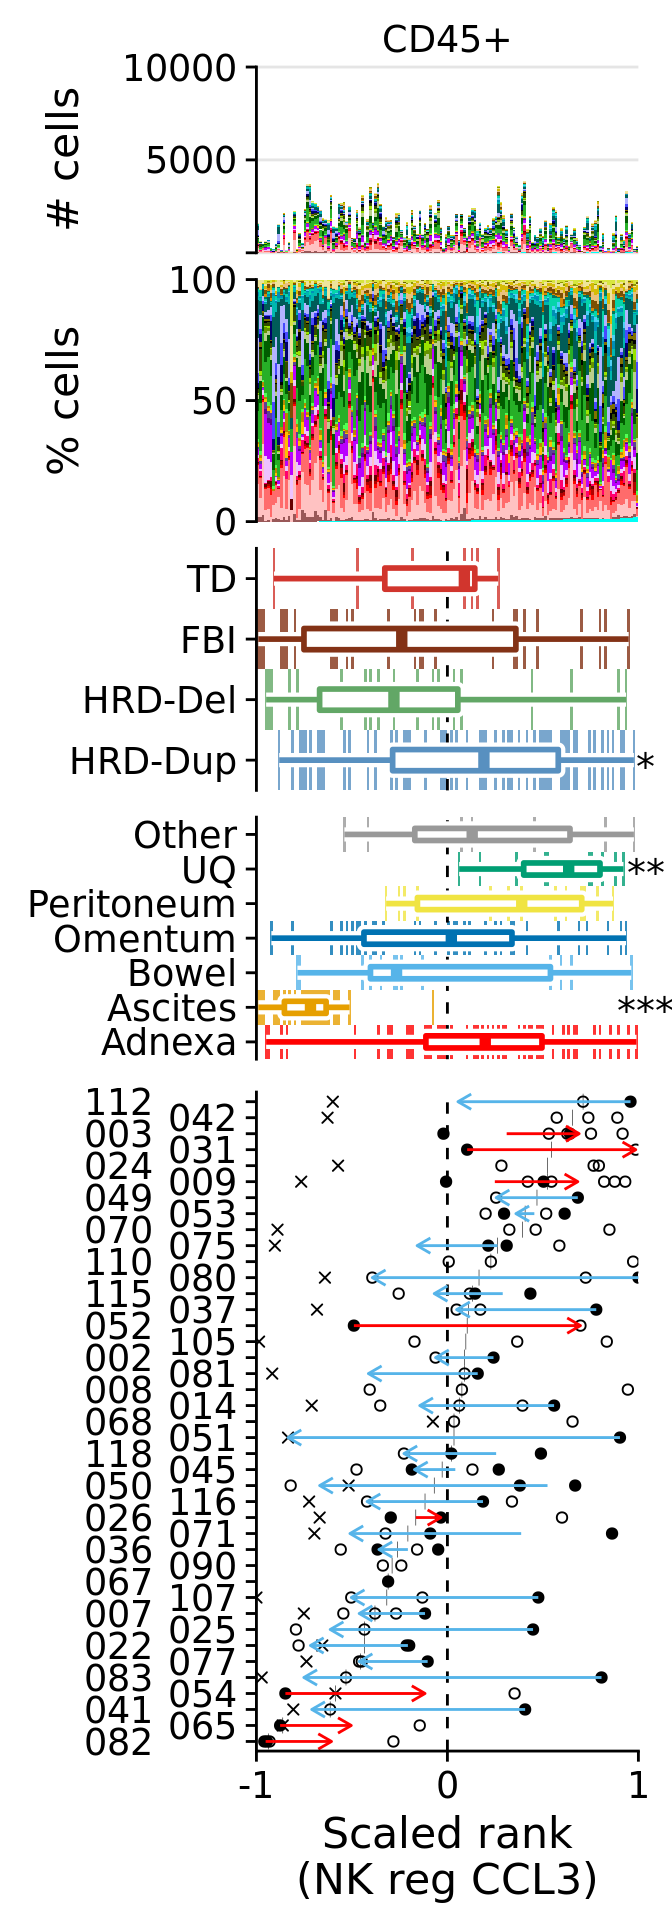 CD45+
10000
5000
# cells
100
50
0
% cells
TD
FBI
HRD-Del
HRD-Dup
*
Other
UQ
**
Peritoneum
Omentum
Bowel
Ascites
***
Adnexa
112
042
003
031
024
009
049
053
070
075
110
080
115
037
052
105
002
081
008
014
068
051
118
045
050
116
026
071
036
090
067
107
007
025
022
077
083
054
041
065
082
-1 0 1
Scaled rank
(NK reg CCL3)